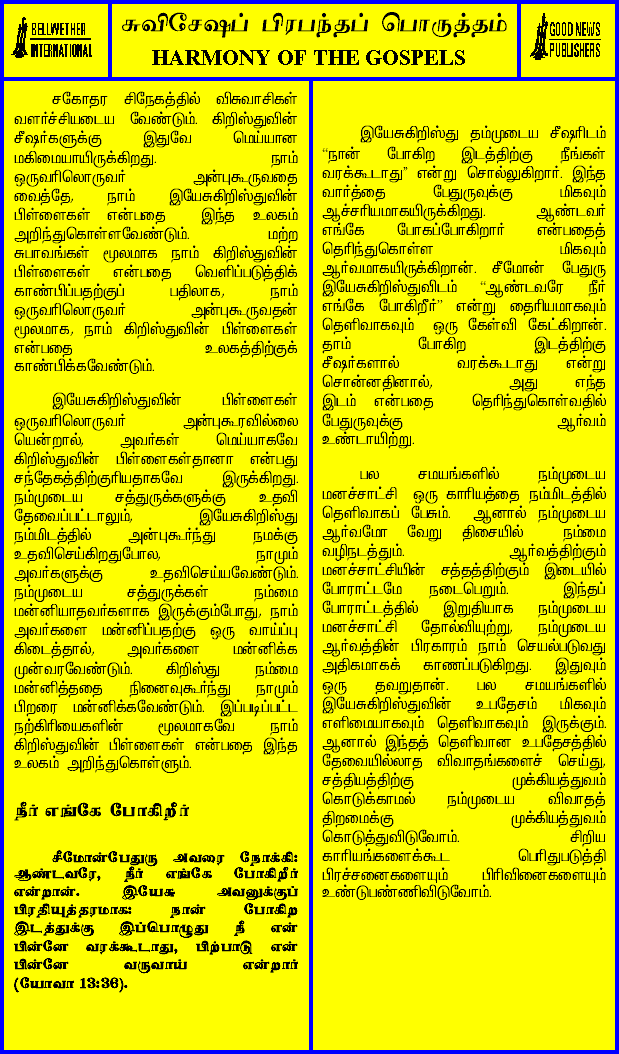 BELLWETHER
INTERNATIONAL
சுவிசேஷப் பிரபந்தப் பொருத்தம்
HARMONY OF THE GOSPELS
GOOD NEWS
PUBLISHERS
சகோதர சிநேகத்தில் விசுவாசிகள்
வளர்ச்சியடைய வேண்டும். கிறிஸ்துவின்
சீஷர்களுக்கு இதுவே மெய்யான
மகிமையாயிருக்கிறது. நாம்
ஒருவரிலொருவர் அன்புகூருவதை
வைத்தே, நாம் இயேசுகிறிஸ்துவின்
பிள்ளைகள் என்பதை இந்த உலகம்
அறிந்துகொள்ளவேண்டும். மற்ற
சுபாவங்கள் மூலமாக நாம் கிறிஸ்துவின்
பிள்ளைகள் என்பதை வெளிப்படுத்திக்
காண்பிப்பதற்குப் பதிலாக, நாம்
ஒருவரிலொருவர் அன்புகூருவதன்
மூலமாக, நாம் கிறிஸ்துவின் பிள்ளைகள்
என்பதை உலகத்திற்குக்
காண்பிக்கவேண்டும்.
இயேசுகிறிஸ்துவின் பிள்ளைகள்
ஒருவரிலொருவர் அன்புகூரவில்லை
யென்றால், அவர்கள் மெய்யாகவே
கிறிஸ்துவின் பிள்ளைகள்தானா என்பது
சந்தேகத்திற்குரியதாகவே இருக்கிறது.
நம்முடைய சத்துருக்களுக்கு உதவி
தேவைப்பட்டாலும், இயேசுகிறிஸ்து
நம்மிடத்தில் அன்புகூர்ந்து நமக்கு
உதவிசெய்கிறதுபோல, நாமும்
அவர்களுக்கு உதவிசெய்யவேண்டும்.
நம்முடைய சத்துருக்கள் நம்மை
மன்னியாதவர்களாக இருக்கும்போது, நாம்
அவர்களை மன்னிப்பதற்கு ஒரு வாய்ப்பு
கிடைத்தால், அவர்களை மன்னிக்க
முன்வரவேண்டும். கிறிஸ்து நம்மை
மன்னித்ததை நினைவுகூர்ந்து நாமும்
பிறரை மன்னிக்கவேண்டும். இப்படிப்பட்ட
நற்கிரியைகளின் மூலமாகவே நாம்
கிறிஸ்துவின் பிள்ளைகள் என்பதை இந்த
உலகம் அறிந்துகொள்ளும்.
நீர் எங்கே போகிறீர்
சீமோன்பேதுரு அவரை நோக்கி:
ஆண்டவரே, நீர் எங்கே போகிறீர்
என்றான். இயேசு அவனுக்குப்
பிரதியுத்தரமாக: நான் போகிற
இடத்துக்கு இப்பொழுது நீ என்
பின்னே வரக்கூடாது, பிற்பாடு என்
பின்னே வருவாய் என்றார்
(யோவா 13:36).
இயேசுகிறிஸ்து தம்முடைய சீஷரிடம்
“நான் போகிற இடத்திற்கு நீங்கள்
வரக்கூடாது” என்று சொல்லுகிறார். இந்த
வார்த்தை பேதுருவுக்கு மிகவும்
ஆச்சரியமாகயிருக்கிறது. ஆண்டவர்
எங்கே போகப்போகிறார் என்பதைத்
தெரிந்துகொள்ள மிகவும்
ஆர்வமாகயிருக்கிறான். சீமோன் பேதுரு
இயேசுகிறிஸ்துவிடம் “ஆண்டவரே நீர்
எங்கே போகிறீர்” என்று தைரியமாகவும்
தெளிவாகவும் ஒரு கேள்வி கேட்கிறான்.
தாம் போகிற இடத்திற்கு
சீஷர்களால் வரக்கூடாது என்று
சொன்னதினால், அது எந்த
இடம் என்பதை தெரிந்துகொள்வதில்
பேதுருவுக்கு ஆர்வம்
உண்டாயிற்று.
பல சமயங்களில் நம்முடைய
மனச்சாட்சி ஒரு காரியத்தை நம்மிடத்தில்
தெளிவாகப் பேசும். ஆனால் நம்முடைய
ஆர்வமோ வேறு திசையில் நம்மை
வழிநடத்தும். ஆர்வத்திற்கும்
மனச்சாட்சியின் சத்தத்திற்கும் இடையில்
போராட்டமே நடைபெறும். இந்தப்
போராட்டத்தில் இறுதியாக நம்முடைய
மனச்சாட்சி தோல்வியுற்று, நம்முடைய
ஆர்வத்தின் பிரகாரம் நாம் செயல்படுவது
அதிகமாகக் காணப்படுகிறது. இதுவும்
ஒரு தவறுதான். பல சமயங்களில்
இயேசுகிறிஸ்துவின் உபதேசம் மிகவும்
எளிமையாகவும் தெளிவாகவும் இருக்கும்.
ஆனால் இந்தத் தெளிவான உபதேசத்தில்
தேவையில்லாத விவாதங்களைச் செய்து,
சத்தியத்திற்கு முக்கியத்துவம்
கொடுக்காமல் நம்முடைய விவாதத்
திறமைக்கு முக்கியத்துவம்
கொடுத்துவிடுவோம். சிறிய
காரியங்களைக்கூட பெரிதுபடுத்தி
பிரச்சனைகளையும் பிரிவினைகளையும்
உண்டுபண்ணிவிடுவோம்.